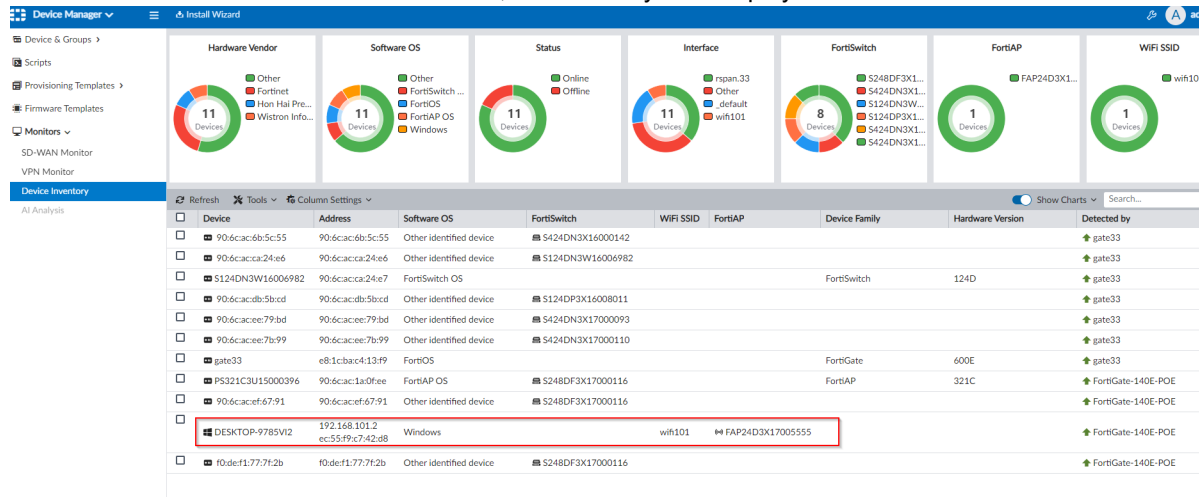 Device Manager
Install Wizard
A
Device & Groups
Scripts
Provisioning Templates
Firmware Templates
Monitors
SD-WAN Monitor
VPN Monitor
Device Inventory
AI Analysis
Hardware Vendor
11
Devices
Other
Fortinet
Hon Hai Pre...
Wistron Info...
Software OS
11
Devices
Other
FortiSwitch ...
FortiOS
FortiAP OS
Windows
Status
11
Devices
Online
Offline
Interface
11
Devices
rspan.33
Other
_default
wifi101
FortiSwitch
8
Devices
S248DF3X1...
S424DN3X1...
S124DN3W...
S124DP3X1...
S424DN3X1...
S424DN3X1...
FortiAP
1
Devices
FAP24D3X1...
WiFi SSID
1
Devices
wifi10
Refresh Tools Column Settings Show Charts Search...
Device Address Software OS FortiSwitch WiFi SSID FortiAP Device Family Hardware Version Detected by
90:6c:ac:6b:5c:55 90:6c:ac:6b:5c:55 Other identified device S424DN3X16000142 gate33
90:6c:ac:ca:24:e6 90:6c:ac:ca:24:e6 Other identified device S124DN3W16006982 gate33
S124DN3W16006982 90:6c:ac:ca:24:e7 FortiSwitch OS FortiSwitch 124D gate33
90:6c:ac:db:5b:cd 90:6c:ac:db:5b:cd Other identified device S124DP3X16008011 gate33
90:6c:ac:ee:79:bd 90:6c:ac:ee:79:bd Other identified device S424DN3X17000093 gate33
90:6c:ac:ee:7b:99 90:6c:ac:ee:7b:99 Other identified device S424DN3X17000110 gate33
gate33 e8:1c:ba:c4:13:f9 FortiOS FortiGate 600E gate33
PS321C3U15000396 90:6c:ac:1a:0f:ee FortiAP OS S248DF3X17000116 FortiAP 321C FortiGate-140E-POE
90:6c:ac:ef:67:91 90:6c:ac:ef:67:91 Other identified device S248DF3X17000116 FortiGate-140E-POE
DESKTOP-9785VI2 192.168.101.2 Windows wifi101 FAP24D3X17005555 FortiGate-140E-POE
ec:55:f9:c7:42:d8
f0:de:f1:77:7f:2b f0:de:f1:77:7f:2b Other identified device S248DF3X17000116 FortiGate-140E-POE